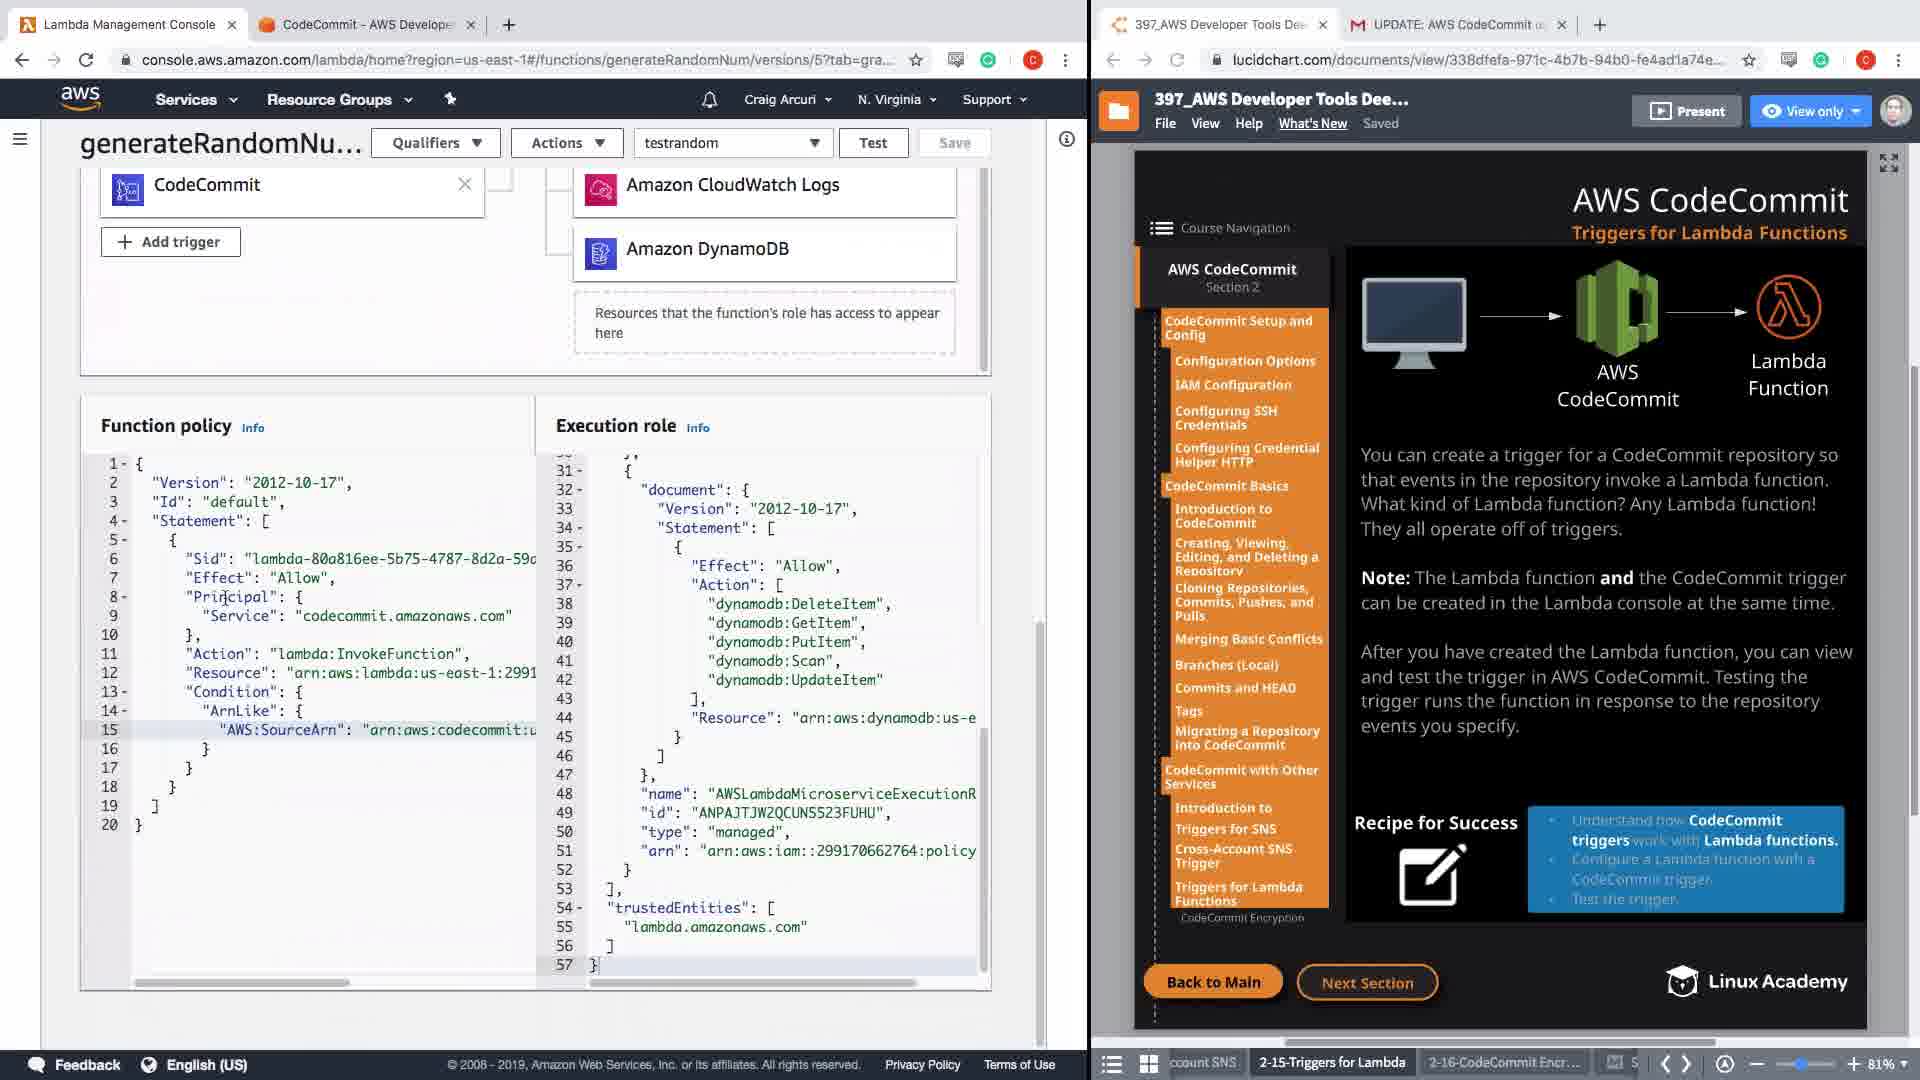 Lambda Management Console
CodeCommit - AWS Develope
console.aws.amazon.com/lambda/home?region=us-east-1#/functions/generateRandomNum/versions/5?tab=gra...
C
aws
Services
Resource Groups
Craig Arcuri
N. Virginia
Support
generateRandomNu...
Qualifiers
Actions
testrandom
Test
Save
CodeCommit
Add trigger
Amazon CloudWatch Logs
Amazon DynamoDB
Resources that the function's role has access to appear
here
Function policy Info
1 {
2 "Version": "2012-10-17",
3 "Id": "default",
4 "Statement": [
5 {
6 "Sid": "lambda-80a816ee-5b75-4787-8d2a-59a
7 "Effect": "Allow",
8 "Principal": {
9 "Service": "codecommit.amazonaws.com"
10 },
11 "Action": "lambda:InvokeFunction",
12 "Resource": "arn:aws:lambda:us-east-1:2991
13 "Condition": {
14 "ArnLike": {
15 "AWS:SourceArn": "arn:aws:codecommit:u
16 }
17 }
18 }
19 ]
20 }
Execution role Info
31 {
32 "document": {
33 "Version": "2012-10-17",
34 "Statement": [
35 {
36 "Effect": "Allow",
37 "Action": [
38 "dynamodb:DeleteItem",
39 "dynamodb:GetItem",
40 "dynamodb:PutItem",
41 "dynamodb:Scan",
42 "dynamodb:UpdateItem"
43 ],
44 "Resource": "arn:aws:dynamodb:us-e
45 }
46 ]
47 },
48 "name": "AWSLambdaMicroserviceExecutionR
49 "id": "ANPAJTJW2QCUN5523FUHU",
50 "type": "managed",
51 "arn": "arn:aws:iam::299170662764:policy
52 }
53 ],
54 "trustedEntities": [
55 "lambda.amazonaws.com"
56 ]
57 }
Feedback
English (US)
© 2008 - 2019, Amazon Web Services, Inc. or its affiliates. All rights reserved.
Privacy Policy
Terms of Use
397_AWS Developer Tools Dee
UPDATE: AWS CodeCommit
lucidchart.com/documents/view/338dfefa-971c-4b7b-94b0-fe4ad1a74e...
C
397_AWS Developer Tools Dee...
File View Help What's New Saved
Present
View only
AWS CodeCommit
Triggers for Lambda Functions
Course Navigation
AWS CodeCommit
Section 2
CodeCommit Setup and
Config
Configuration Options
IAM Configuration
Configuring SSH
Credentials
Configuring Credential
Helper HTTP
CodeCommit Basics
Introduction to
CodeCommit
Creating, Viewing,
Editing, and Deleting a
Repository
Cloning Repositories,
Commits, Pushes, and
Pulls
Merging Basic Conflicts
Branches (Local)
Commits and HEAD
Tags
Migrating a Repository
into CodeCommit
CodeCommit with Other
Services
Introduction to
Triggers for SNS
Cross-Account SNS
Trigger
Triggers for Lambda
Functions
CodeCommit Encryption
AWS
CodeCommit
Lambda
Function
You can create a trigger for a CodeCommit repository so
that events in the repository invoke a Lambda function.
What kind of Lambda function? Any Lambda function!
They all operate off of triggers.
Note: The Lambda function and the CodeCommit trigger
can be created in the Lambda console at the same time.
After you have created the Lambda function, you can view
and test the trigger in AWS CodeCommit. Testing the
trigger runs the function in response to the repository
events you specify.
Recipe for Success
• Understand how CodeCommit
triggers work with Lambda functions.
• Configure a Lambda function with a
CodeCommit trigger.
• Test the trigger.
Back to Main
Next Section
Linux Academy
ccount SNS
2-15-Triggers for Lambda
2-16-CodeCommit Encr...
81%